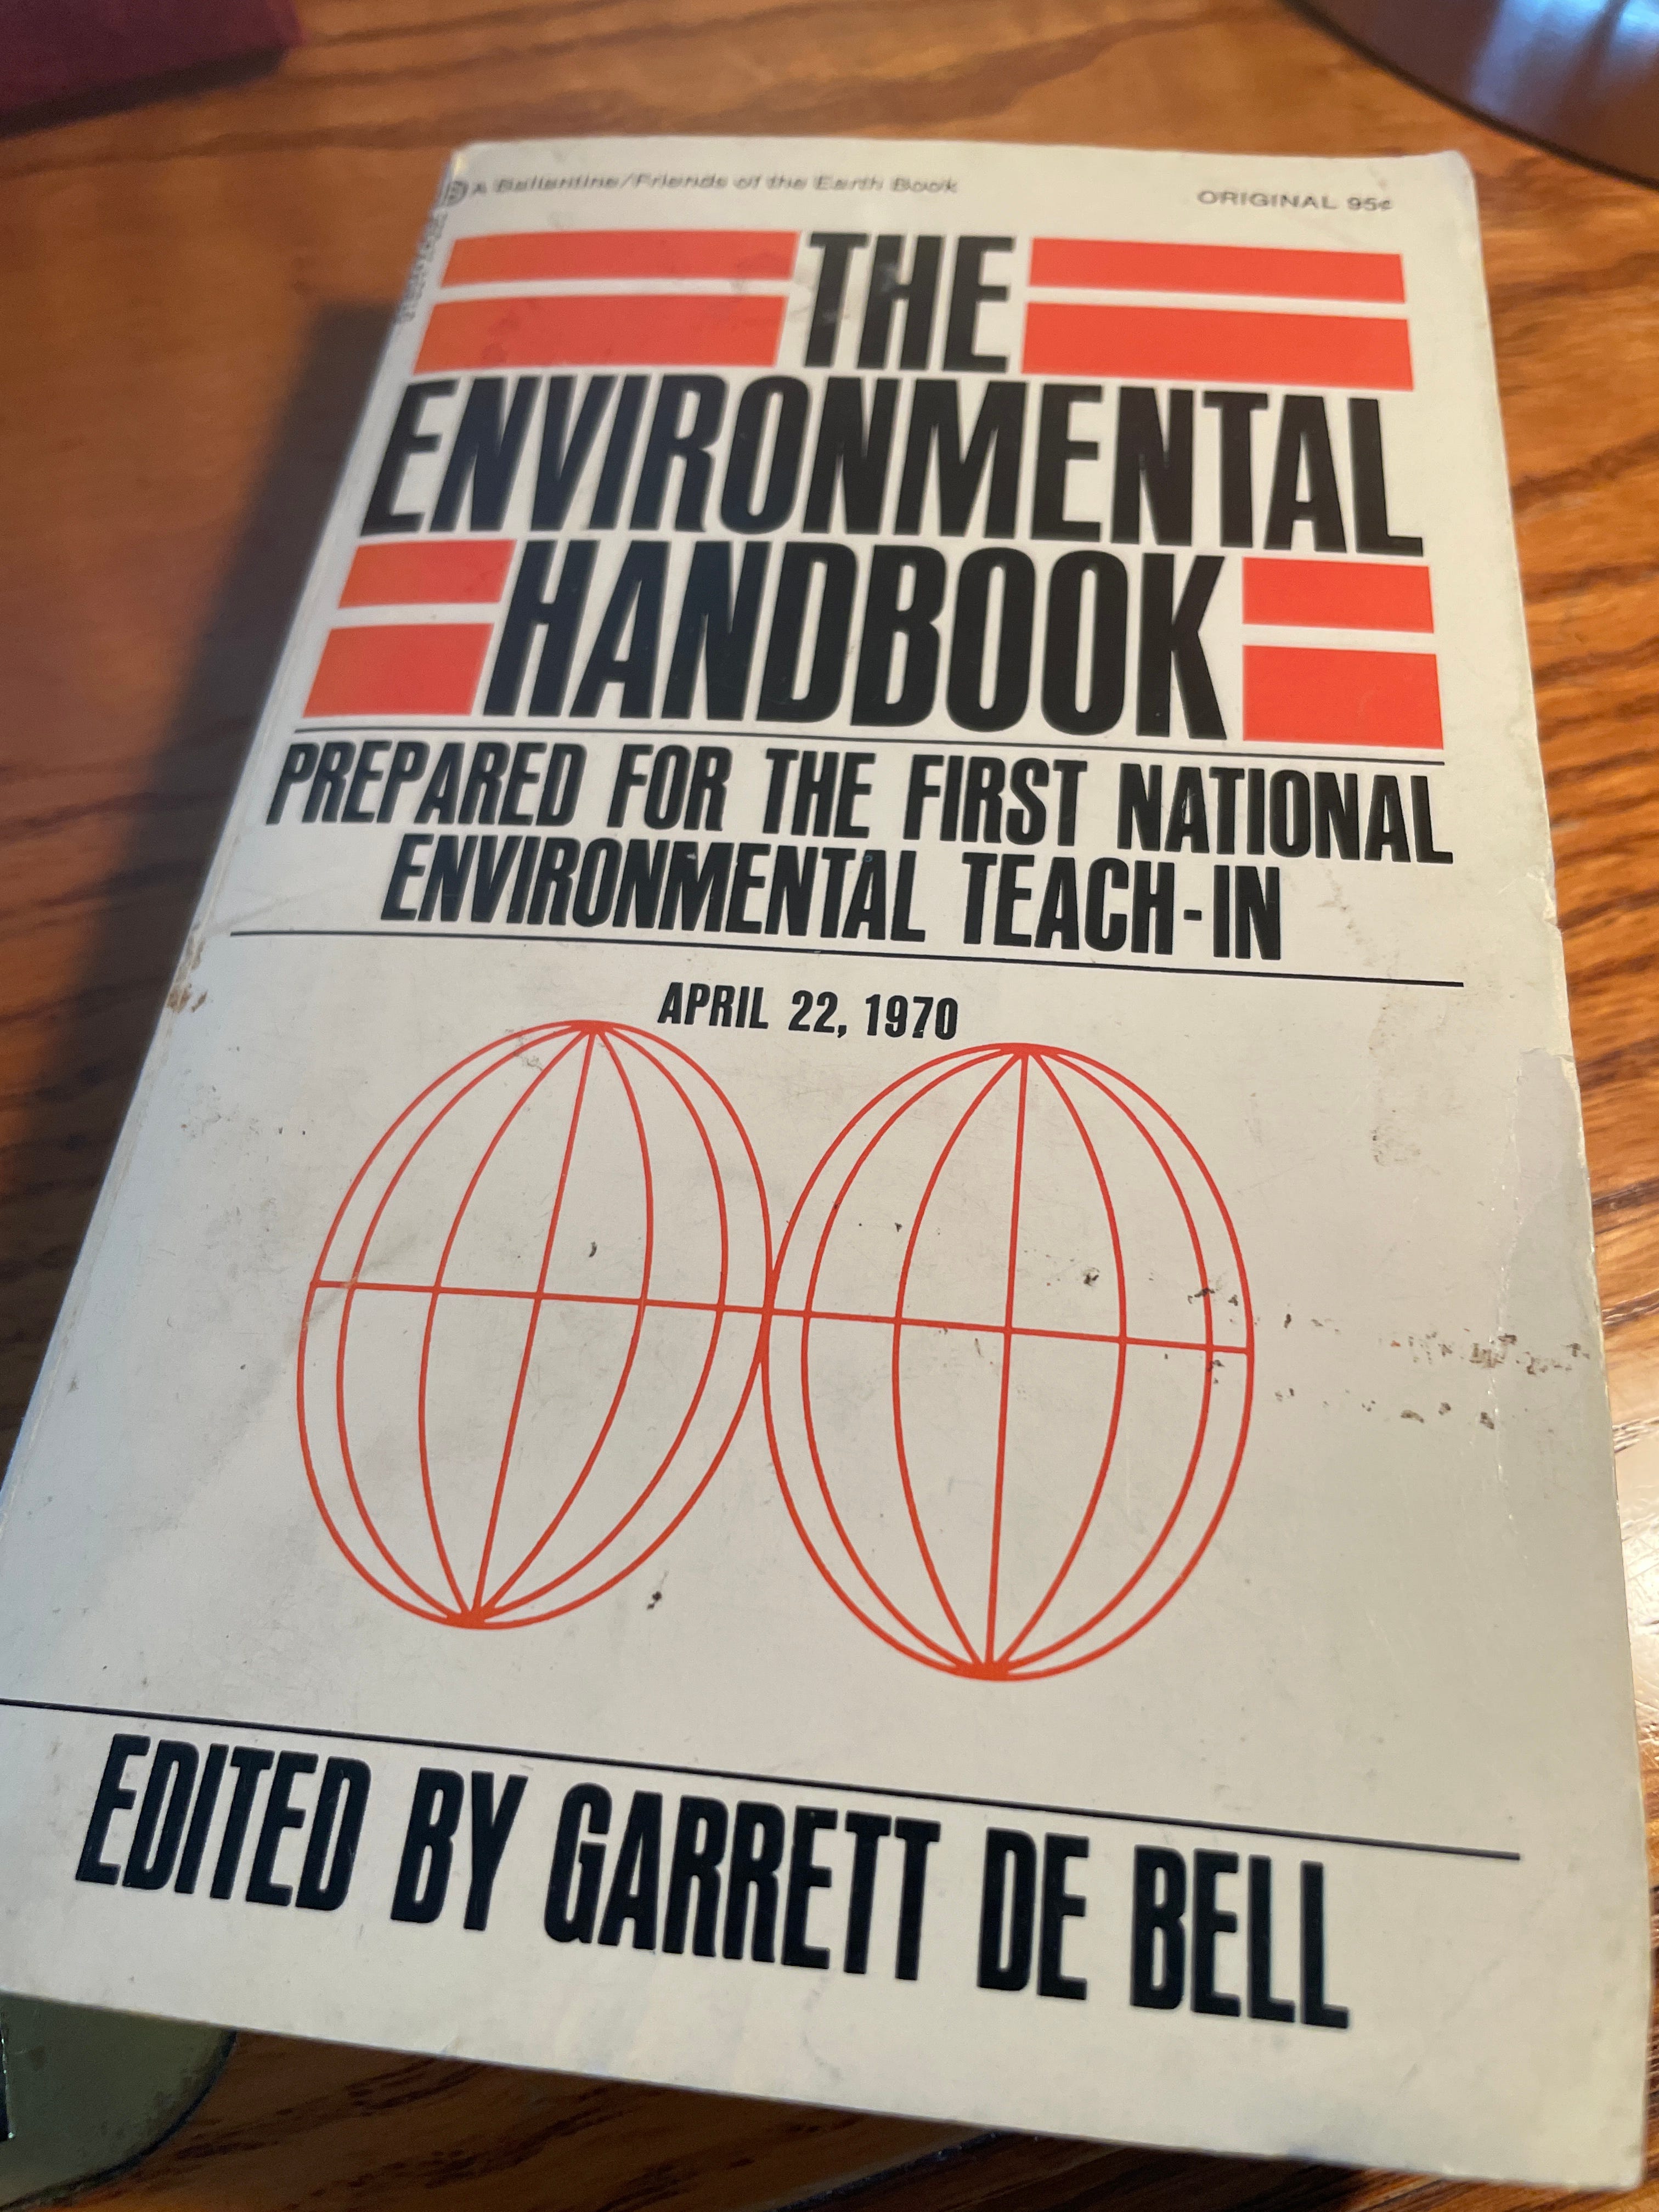 A Ballantine/Friends of the Earth Book
ORIGINAL 95¢
THE
ENVIRONMENTAL
HANDBOOK
PREPARED FOR THE FIRST NATIONAL
ENVIRONMENTAL TEACH-IN
APRIL 22, 1970
EDITED BY GARRETT DE BELL